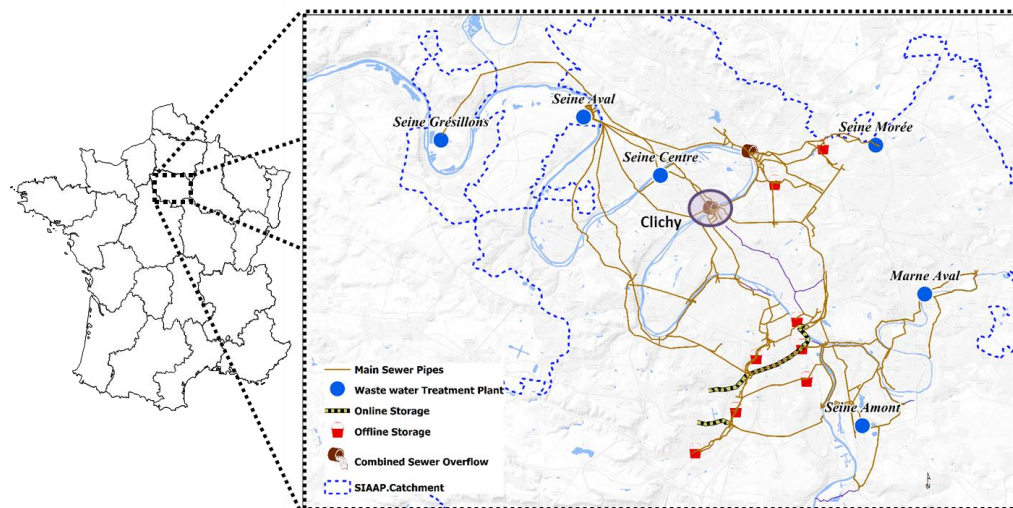 Seine Aval
Seine Grésillons
Seine Morée
Seine Centre
Clichy
Marne Aval
Seine Amont
Main Sewer Pipes
Waste water Treatment Plant
Online Storage
Offline Storage
Combined Sewer Overflow
SIAAP.Catchment